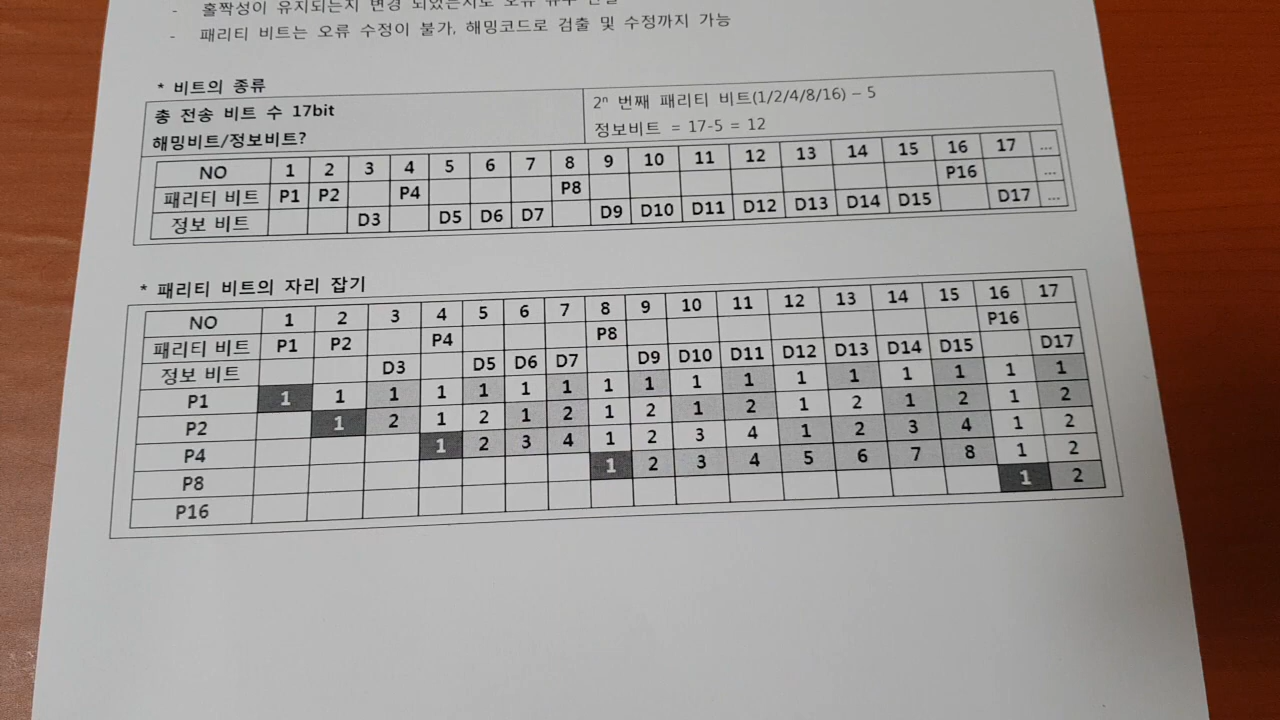 - 홀짝성이 유지되는지 변경 되었는지로 오류 유무
- 패리티 비트는 오류 수정이 불가, 해밍코드로 검출 및 수정까지 가능
* 비트의 종류
총 전송 비트 수 17bit
해밍비트/정보비트?
2ⁿ 번째 패리티 비트(1/2/4/8/16) – 5
정보비트 = 17-5 = 12
NO 1 2 3 4 5 6 7 8 9 10 11 12 13 14 15 16 17 ...
패리티 비트 P1 P2 P4 P8 P16 ...
정보 비트 D3 D5 D6 D7 D9 D10 D11 D12 D13 D14 D15 D17 ...
* 패리티 비트의 자리 잡기
NO 1 2 3 4 5 6 7 8 9 10 11 12 13 14 15 16 17
패리티 비트 P1 P2 P4 P8 P16
정보 비트 D3 D5 D6 D7 D9 D10 D11 D12 D13 D14 D15 D17
P1 1 1 1 1 1 1 1 1 1 1 1 1 1 1 1 1 1
P2 1 2 1 2 1 2 1 2 1 2 1 2 1 2 1 2
P4 1 2 3 4 1 2 3 4 1 2 3 4 1 2
P8 1 2 3 4 5 6 7 8 1 2
P16 1 2